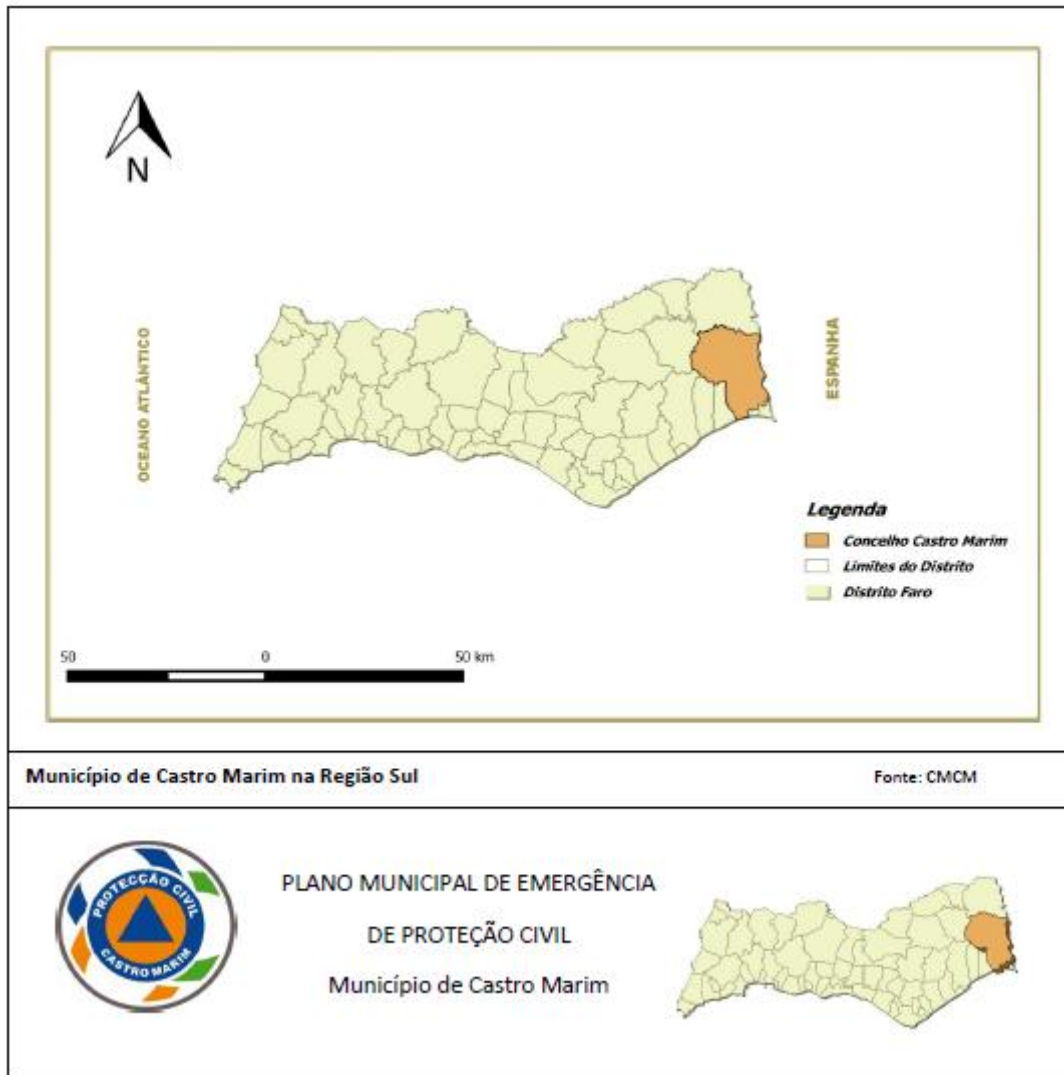 N
OCEANO ATLÂNTICO
ESPANHA
Legenda
Concelho Castro Marim
Limites do Distrito
Distrito Faro
50 0 50 km
Município de Castro Marim na Região Sul
Fonte: CMCM
PROTECÇÃO CIVIL
CASTRO MARIM
PLANO MUNICIPAL DE EMERGÊNCIA
DE PROTEÇÃO CIVIL
Município de Castro Marim